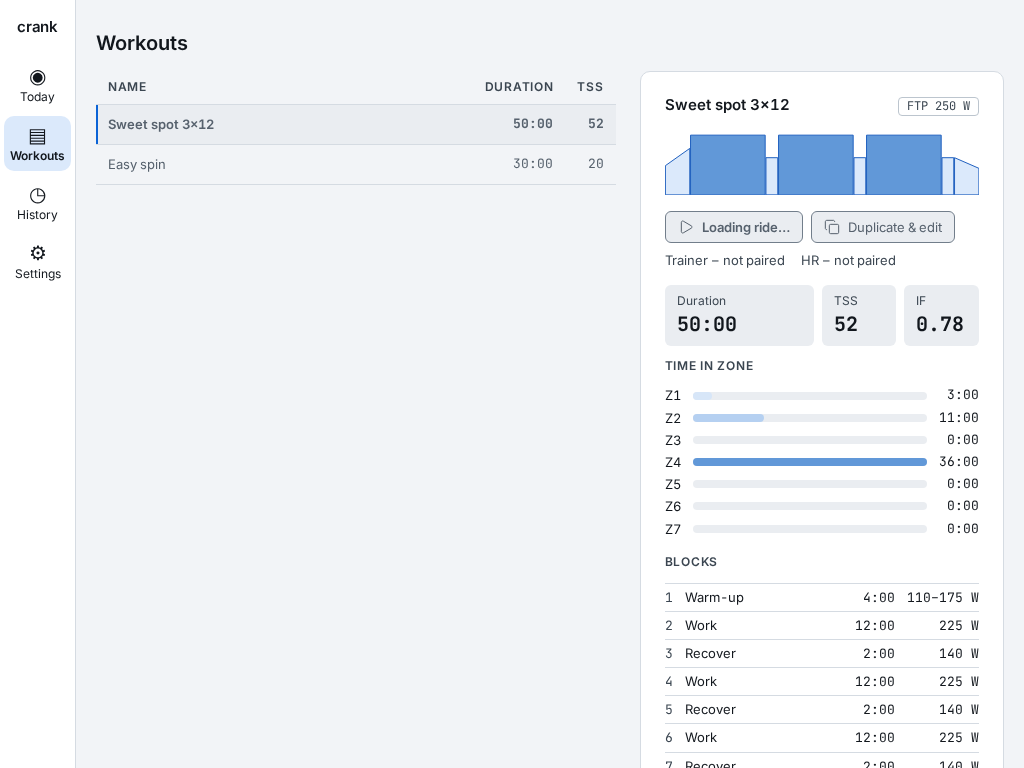 crank
Today
Workouts
History
Settings
Workouts
NAME DURATION TSS
Sweet spot 3×12 50:00 52
Easy spin 30:00 20
Sweet spot 3×12 FTP 250 W
Loading ride… Duplicate & edit
Trainer – not paired HR – not paired
Duration TSS IF
50:00 52 0.78
TIME IN ZONE
Z1 3:00
Z2 11:00
Z3 0:00
Z4 36:00
Z5 0:00
Z6 0:00
Z7 0:00
BLOCKS
1 Warm-up 4:00 110–175 W
2 Work 12:00 225 W
3 Recover 2:00 140 W
4 Work 12:00 225 W
5 Recover 2:00 140 W
6 Work 12:00 225 W
7 Recover 2:00 140 W